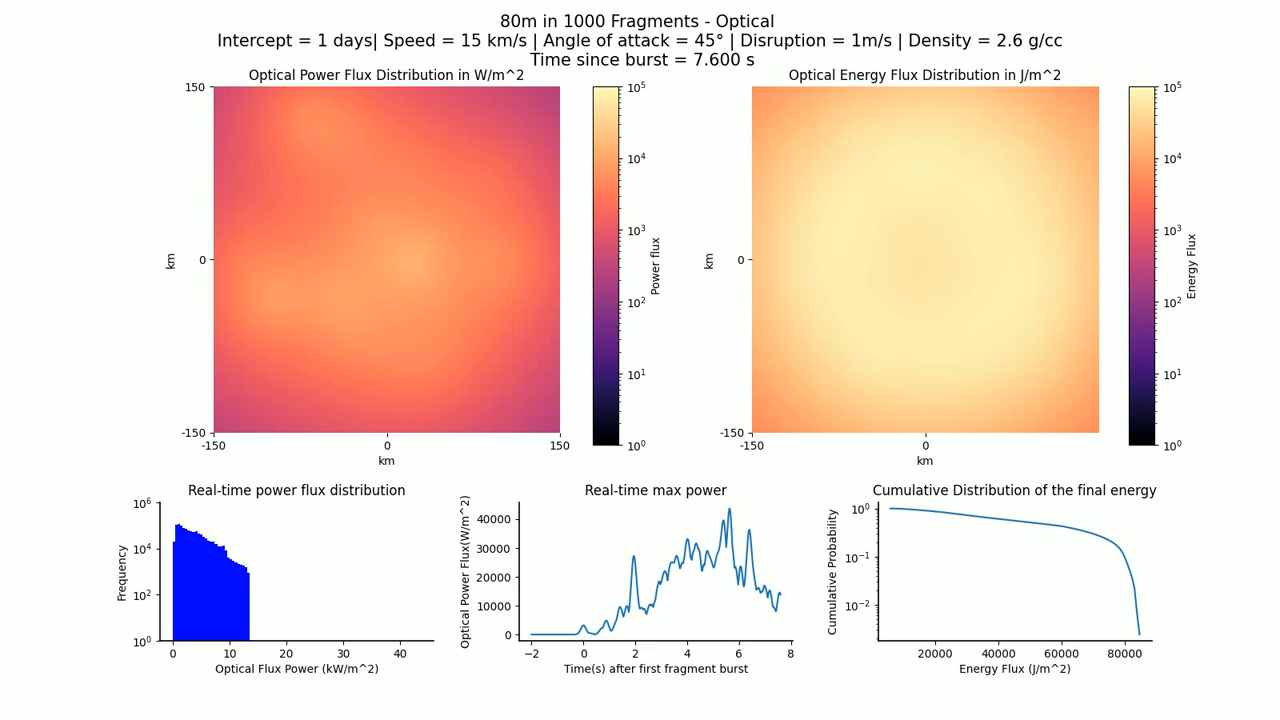 80m in 1000 Fragments - Optical
Intercept = 1 days| Speed = 15 km/s | Angle of attack = 45° | Disruption = 1m/s | Density = 2.6 g/cc
Time since burst = 7.600 s
Optical Power Flux Distribution in W/m^2
150
0
-150
km
-150
0
150
km
10^5
10^4
10^3
10^2
10^1
10^0
Power flux
Optical Energy Flux Distribution in J/m^2
0
-150
km
-150
0
km
10^5
10^4
10^3
10^2
10^1
10^0
Energy Flux
Real-time power flux distribution
10^6
10^4
10^2
10^0
Frequency
0
10
20
30
40
Optical Flux Power (kW/m^2)
Real-time max power
40000
30000
20000
10000
0
Optical Power Flux(W/m^2)
−2
0
2
4
6
8
Time(s) after first fragment burst
Cumulative Distribution of the final energy
10^0
10^−1
10^−2
Cumulative Probability
20000
40000
60000
80000
Energy Flux (J/m^2)